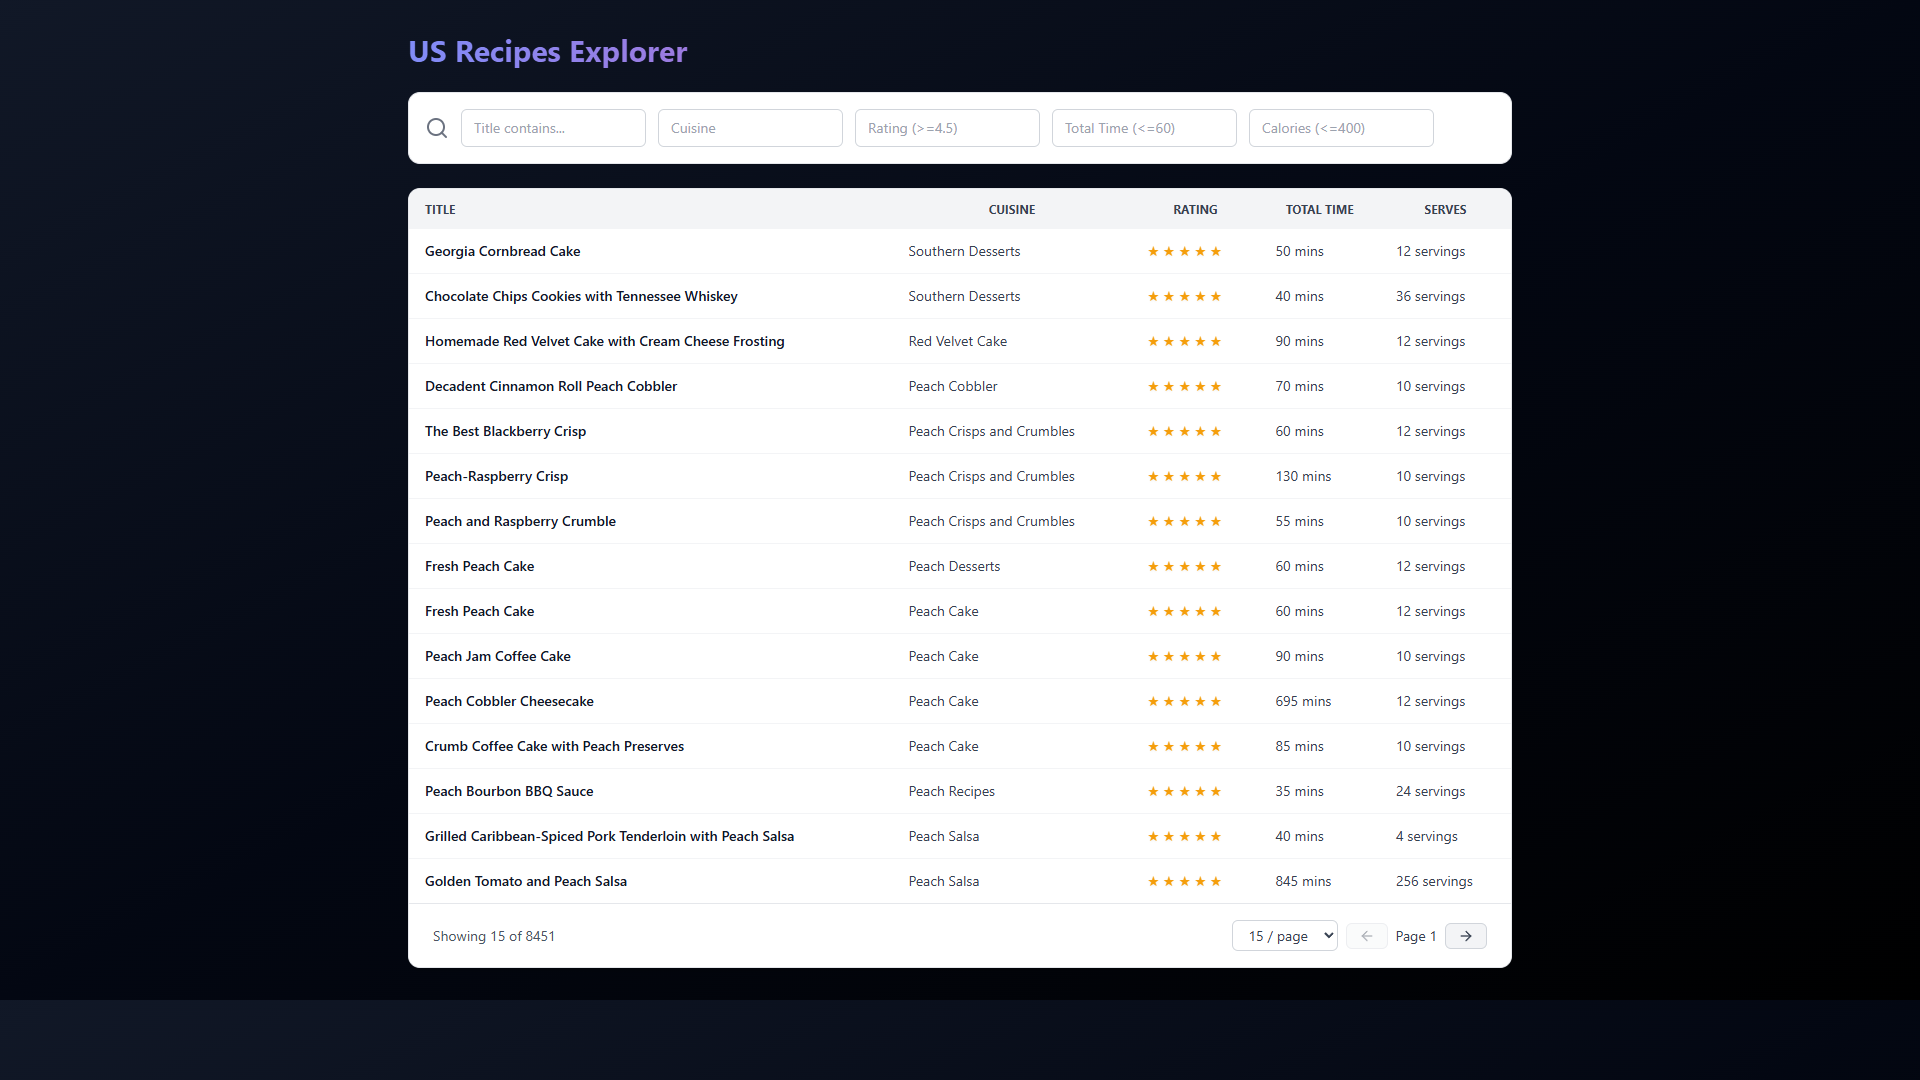 US Recipes Explorer
Title contains... Cuisine Rating (>=4.5) Total Time (<=60) Calories (<=400)
TITLE CUISINE RATING TOTAL TIME SERVES
Georgia Cornbread Cake Southern Desserts ★★★★★ 50 mins 12 servings
Chocolate Chips Cookies with Tennessee Whiskey Southern Desserts ★★★★★ 40 mins 36 servings
Homemade Red Velvet Cake with Cream Cheese Frosting Red Velvet Cake ★★★★★ 90 mins 12 servings
Decadent Cinnamon Roll Peach Cobbler Peach Cobbler ★★★★★ 70 mins 10 servings
The Best Blackberry Crisp Peach Crisps and Crumbles ★★★★★ 60 mins 12 servings
Peach-Raspberry Crisp Peach Crisps and Crumbles ★★★★★ 130 mins 10 servings
Peach and Raspberry Crumble Peach Crisps and Crumbles ★★★★★ 55 mins 10 servings
Fresh Peach Cake Peach Desserts ★★★★★ 60 mins 12 servings
Fresh Peach Cake Peach Cake ★★★★★ 60 mins 12 servings
Peach Jam Coffee Cake Peach Cake ★★★★★ 90 mins 10 servings
Peach Cobbler Cheesecake Peach Cake ★★★★★ 695 mins 12 servings
Crumb Coffee Cake with Peach Preserves Peach Cake ★★★★★ 85 mins 10 servings
Peach Bourbon BBQ Sauce Peach Recipes ★★★★★ 35 mins 24 servings
Grilled Caribbean-Spiced Pork Tenderloin with Peach Salsa Peach Salsa ★★★★★ 40 mins 4 servings
Golden Tomato and Peach Salsa Peach Salsa ★★★★★ 845 mins 256 servings
Showing 15 of 8451 15 / page ← Page 1 →